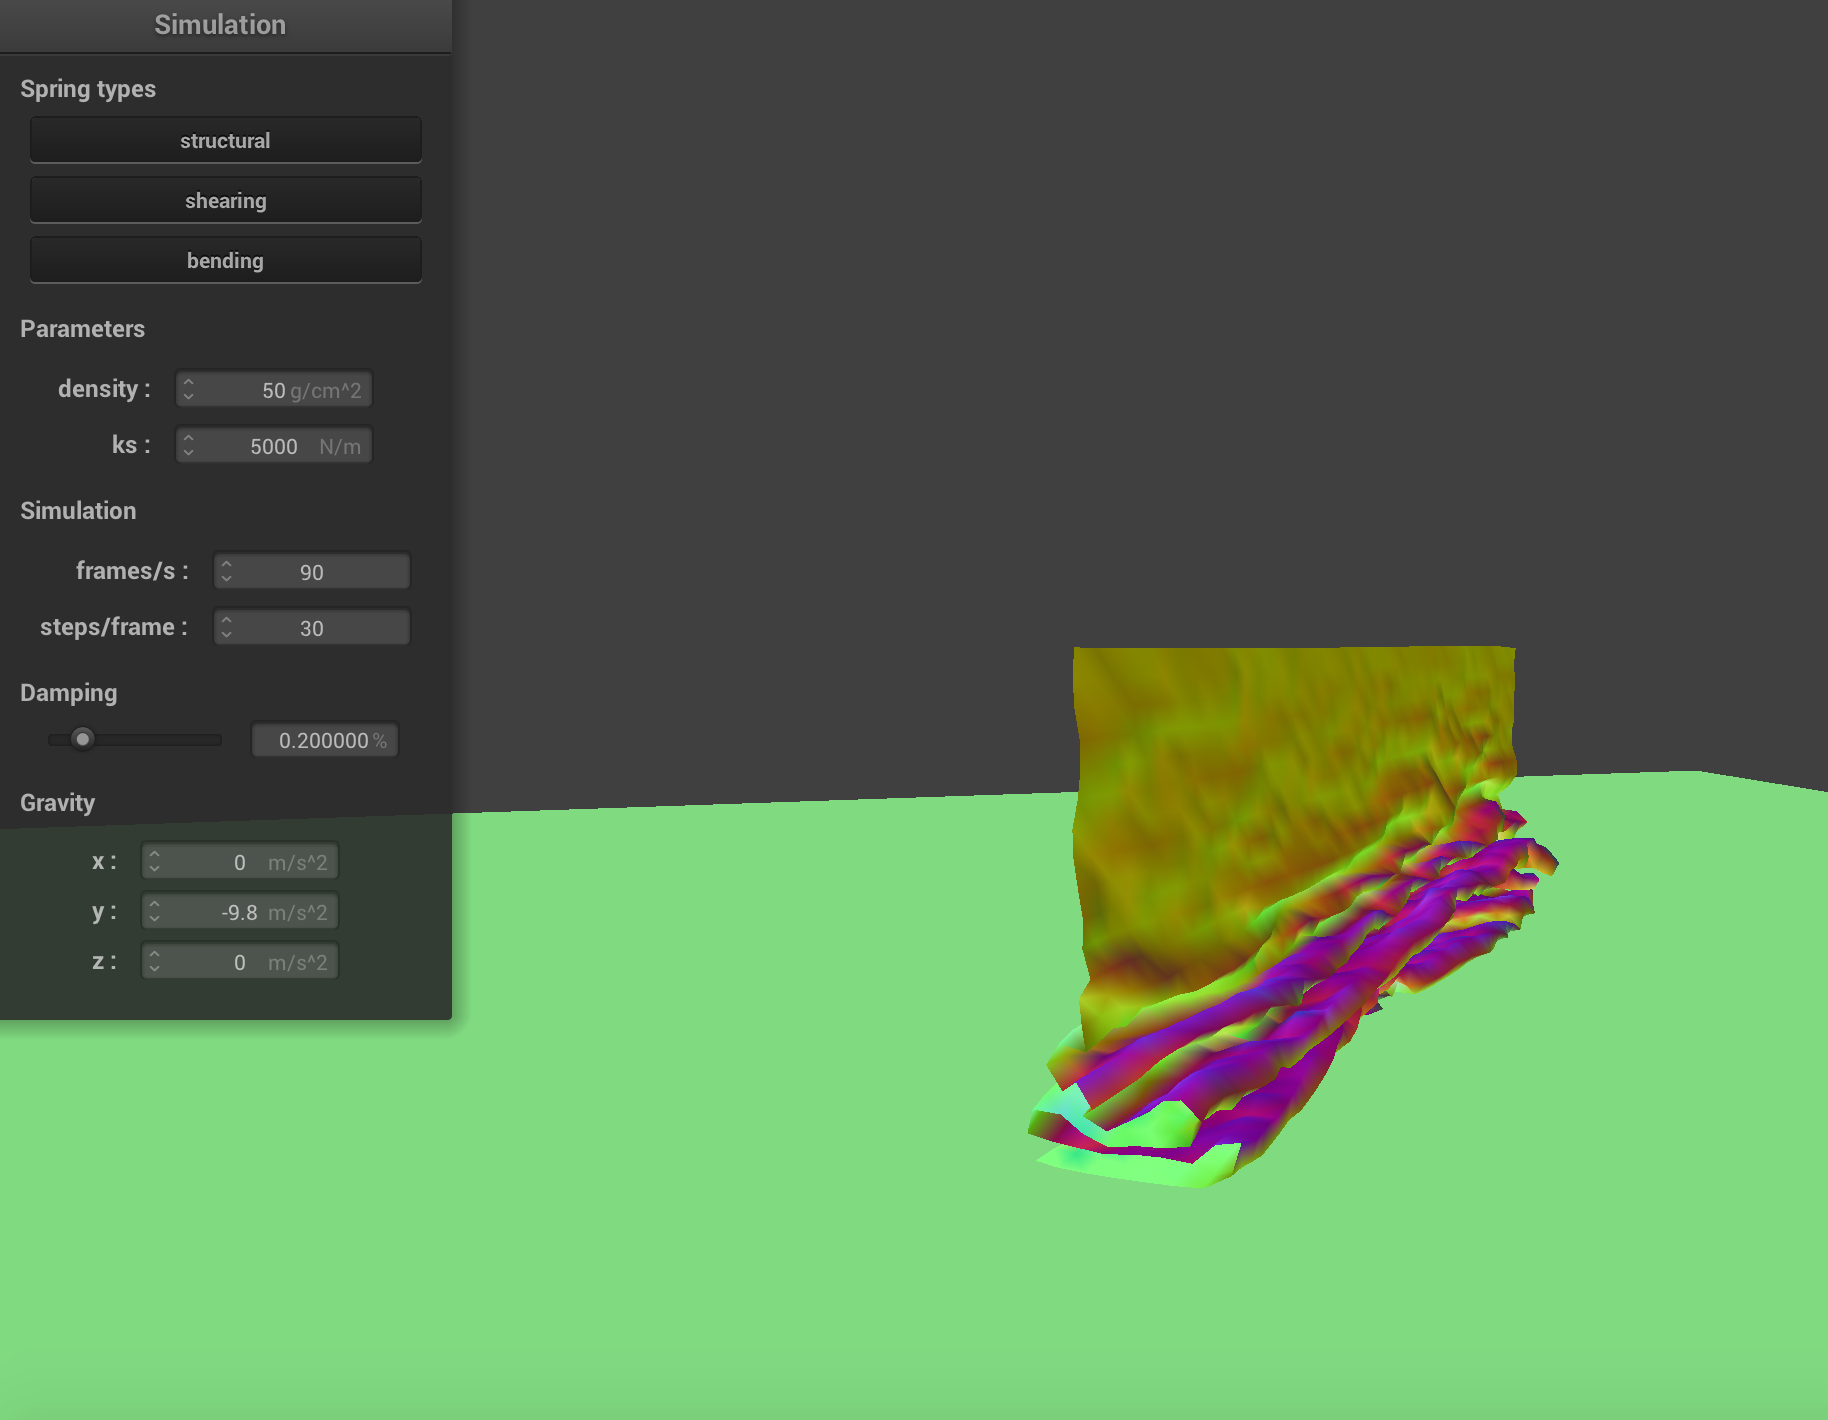 Simulation
Spring types
structural
shearing
bending
Parameters
density : 50 g/cm^2
ks : 5000 N/m
Simulation
frames/s : 90
steps/frame : 30
Damping
0.200000 %
Gravity
x : 0 m/s^2
y : -9.8 m/s^2
z : 0 m/s^2